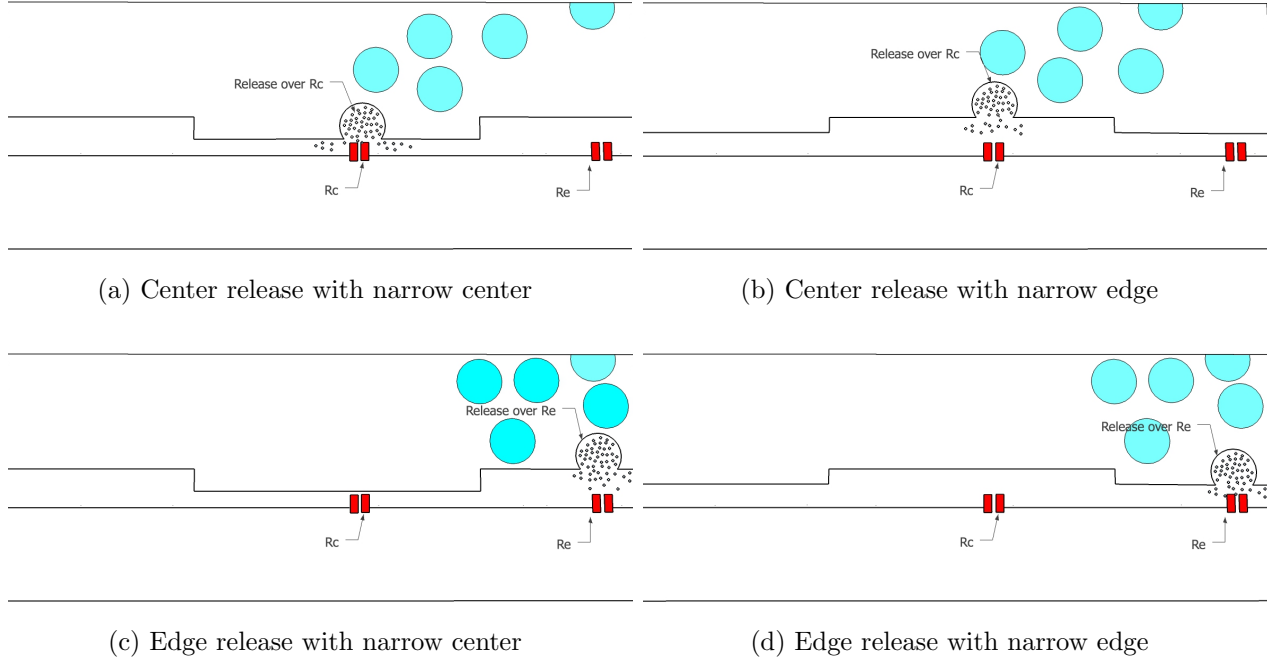 Release over Rc
Rc
Re
Release over Rc
Rc
Re
(a) Center release with narrow center
(b) Center release with narrow edge
Release over Re
Rc
Re
Release over Re
Rc
Re
(c) Edge release with narrow center
(d) Edge release with narrow edge